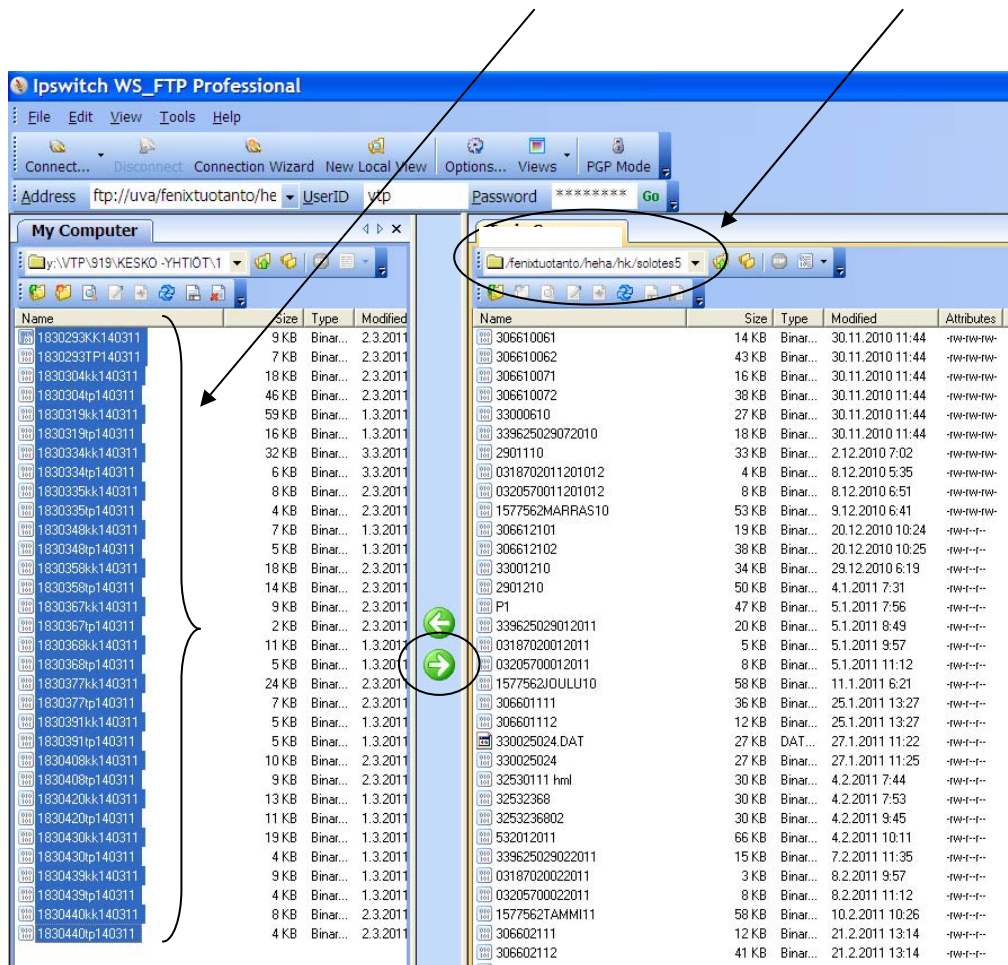 Ipswitch WS_FTP Professional
File Edit View Tools Help
Connect... Disconnect Connection Wizard New Local View Options... Views PGP Mode
Address ftp://uva/fenixtuotanto/he UserID vtp Password ******** Go
My Computer
y:\VTP\919\KESKO -YHTIÖT\1 /fenixtuotanto/heha/hk/solotes5
Name Size Type Modified
1830293KK140311 9 KB Binar... 2.3.2011
1830293TP140311 7 KB Binar... 2.3.2011
1830304kk140311 18 KB Binar... 2.3.2011
1830304tp140311 46 KB Binar... 2.3.2011
1830319kk140311 59 KB Binar... 1.3.2011
1830319tp140311 16 KB Binar... 1.3.2011
1830334kk140311 32 KB Binar... 3.3.2011
1830334tp140311 6 KB Binar... 3.3.2011
1830335kk140311 8 KB Binar... 2.3.2011
1830335tp140311 4 KB Binar... 2.3.2011
1830348kk140311 7 KB Binar... 1.3.2011
1830348tp140311 5 KB Binar... 1.3.2011
1830358kk140311 18 KB Binar... 2.3.2011
1830358tp140311 14 KB Binar... 2.3.2011
1830367kk140311 9 KB Binar... 2.3.2011
1830367tp140311 2 KB Binar... 2.3.2011
1830368kk140311 11 KB Binar... 1.3.2011
1830368tp140311 5 KB Binar... 1.3.2011
1830377kk140311 24 KB Binar... 2.3.2011
1830377tp140311 7 KB Binar... 2.3.2011
1830391kk140311 5 KB Binar... 1.3.2011
1830391tp140311 5 KB Binar... 1.3.2011
1830408kk140311 10 KB Binar... 2.3.2011
1830408tp140311 9 KB Binar... 2.3.2011
1830420kk140311 13 KB Binar... 1.3.2011
1830420tp140311 11 KB Binar... 1.3.2011
1830430kk140311 19 KB Binar... 1.3.2011
1830430tp140311 4 KB Binar... 1.3.2011
1830439kk140311 9 KB Binar... 1.3.2011
1830439tp140311 4 KB Binar... 1.3.2011
1830440kk140311 8 KB Binar... 2.3.2011
1830440tp140311 4 KB Binar... 2.3.2011
Name Size Type Modified Attributes
306610061 14 KB Binar... 30.11.2010 11:44 -rw-rw-rw-
306610062 43 KB Binar... 30.11.2010 11:44 -rw-rw-rw-
306610071 16 KB Binar... 30.11.2010 11:44 -rw-rw-rw-
306610072 38 KB Binar... 30.11.2010 11:44 -rw-rw-rw-
33000610 27 KB Binar... 30.11.2010 11:44 -rw-rw-rw-
339625029072010 18 KB Binar... 30.11.2010 11:44 -rw-rw-rw-
2901110 33 KB Binar... 2.12.2010 7:02 -rw-rw-rw-
0318702011201012 4 KB Binar... 8.12.2010 5:35 -rw-rw-rw-
0320570011201012 8 KB Binar... 8.12.2010 6:51 -rw-rw-rw-
1577562MARRAS10 53 KB Binar... 9.12.2010 6:41 -rw-rw-rw-
306612101 19 KB Binar... 20.12.2010 10:24 -rw-r--r--
306612102 38 KB Binar... 20.12.2010 10:25 -rw-r--r--
33001210 34 KB Binar... 29.12.2010 6:19 -rw-r--r--
2901210 50 KB Binar... 4.1.2011 7:31 -rw-r--r--
P1 47 KB Binar... 5.1.2011 7:56 -rw-r--r--
339625029012011 20 KB Binar... 5.1.2011 8:49 -rw-r--r--
03187020012011 5 KB Binar... 5.1.2011 9:57 -rw-r--r--
03205700012011 8 KB Binar... 5.1.2011 11:12 -rw-r--r--
1577562JOULU10 58 KB Binar... 11.1.2011 6:21 -rw-r--r--
306601111 36 KB Binar... 25.1.2011 13:27 -rw-r--r--
306601112 12 KB Binar... 25.1.2011 13:27 -rw-r--r--
330025024.DAT 27 KB DAT... 27.1.2011 11:22 -rw-r--r--
330025024 27 KB Binar... 27.1.2011 11:25 -rw-r--r--
32530111 hml 30 KB Binar... 4.2.2011 7:44 -rw-r--r--
32532368 30 KB Binar... 4.2.2011 7:53 -rw-r--r--
3253236802 30 KB Binar... 4.2.2011 9:45 -rw-r--r--
532012011 66 KB Binar... 4.2.2011 10:11 -rw-r--r--
339625029022011 15 KB Binar... 7.2.2011 11:35 -rw-r--r--
03187020022011 3 KB Binar... 8.2.2011 9:57 -rw-r--r--
03205700022011 8 KB Binar... 8.2.2011 11:12 -rw-r--r--
1577562TAMMI11 58 KB Binar... 10.2.2011 10:26 -rw-r--r--
306602111 12 KB Binar... 21.2.2011 13:14 -rw-r--r--
306602112 41 KB Binar... 21.2.2011 13:14 -rw-r--r--